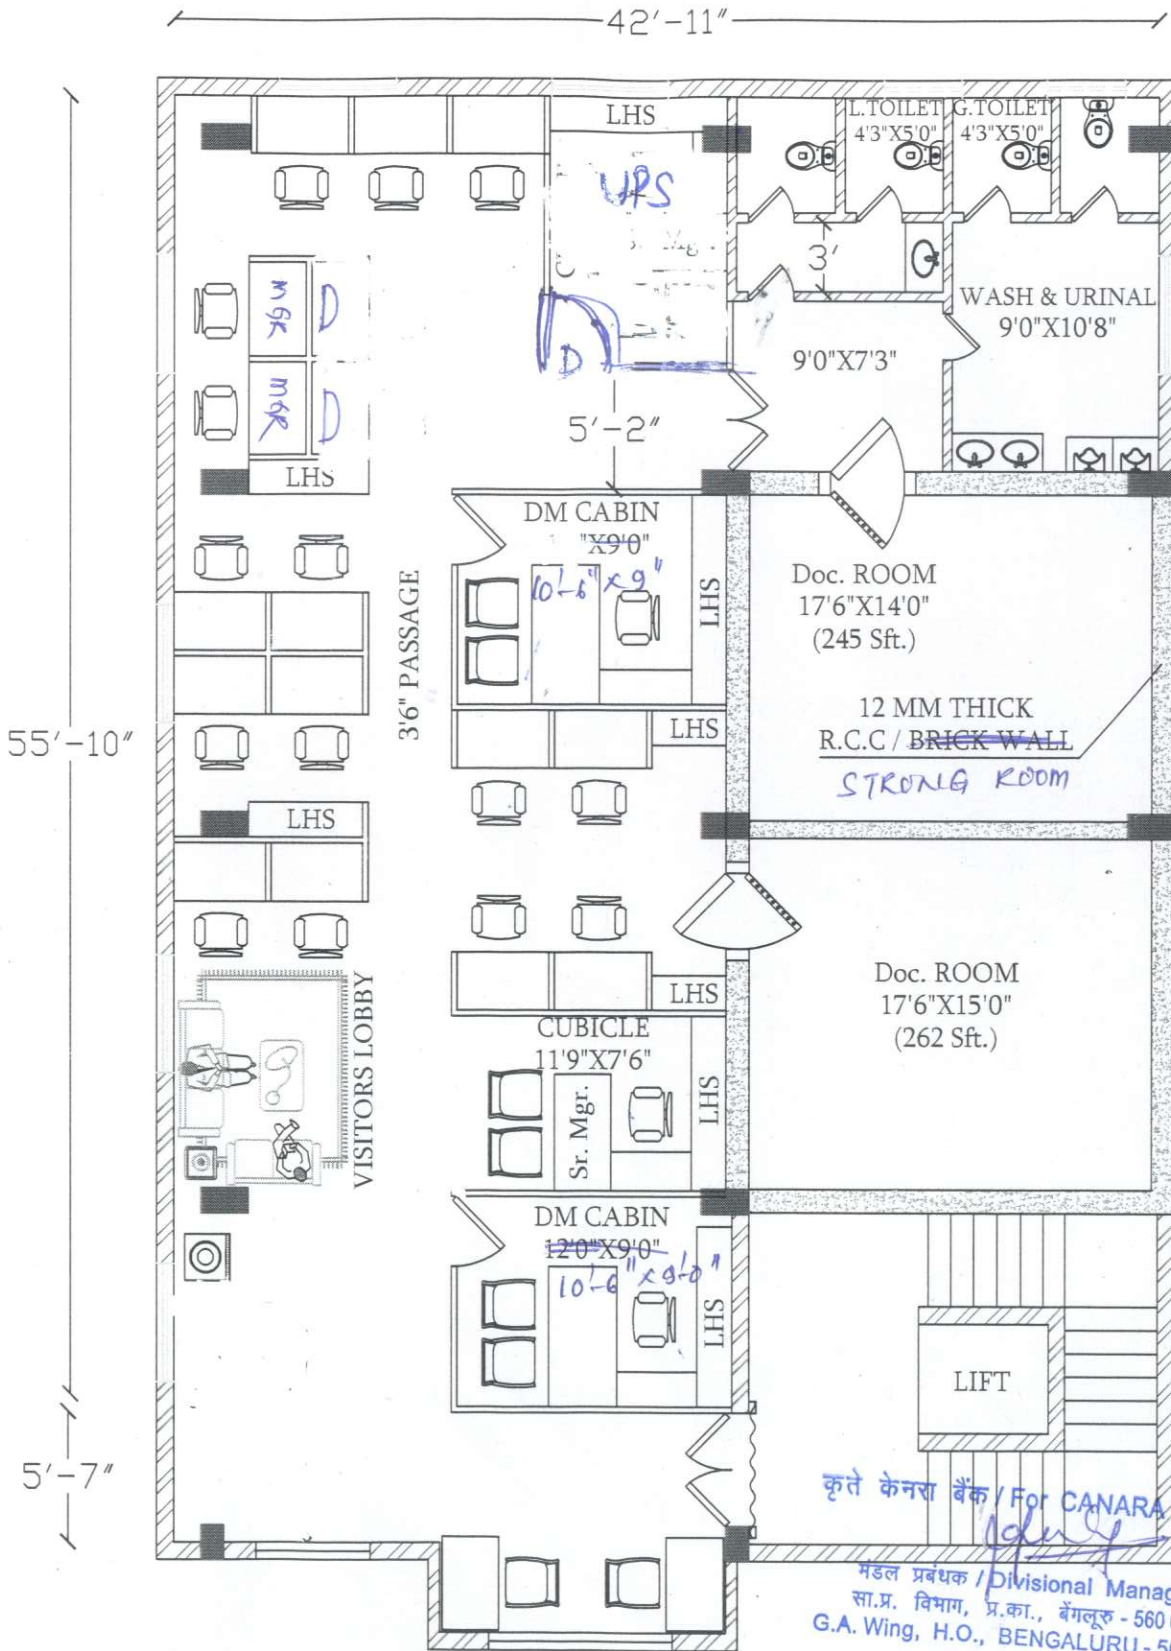 42'-11"
LHS
L.TOILET
4'3"X5'0"
G.TOILET
4'3"X5'0"
UPS
3'
WASH & URINAL
9'0"X10'8"
MGR
D
9'0"X7'3"
D
MGR
D
5'-2"
LHS
DM CABIN
"X9'0"
10'-6" x 9"
LHS
Doc. ROOM
17'6"X14'0"
(245 Sft.)
3'6" PASSAGE
12 MM THICK
R.C.C / BRICK WALL
STRONG ROOM
LHS
55'-10"
LHS
Doc. ROOM
17'6"X15'0"
(262 Sft.)
LHS
CUBICLE
11'9"X7'6"
Sr. Mgr.
LHS
VISITORS LOBBY
DM CABIN
12'0"X9'0"
10'-6" x 9'-0"
LHS
LIFT
5'-7"
कृते केनरा बैंक / For CANARA
मंडल प्रबंधक / Divisional Manag
सा.प्र. विभाग, प्र.का., बेंगलूरु - 560
G.A. Wing, H.O., BENGALURU - 5